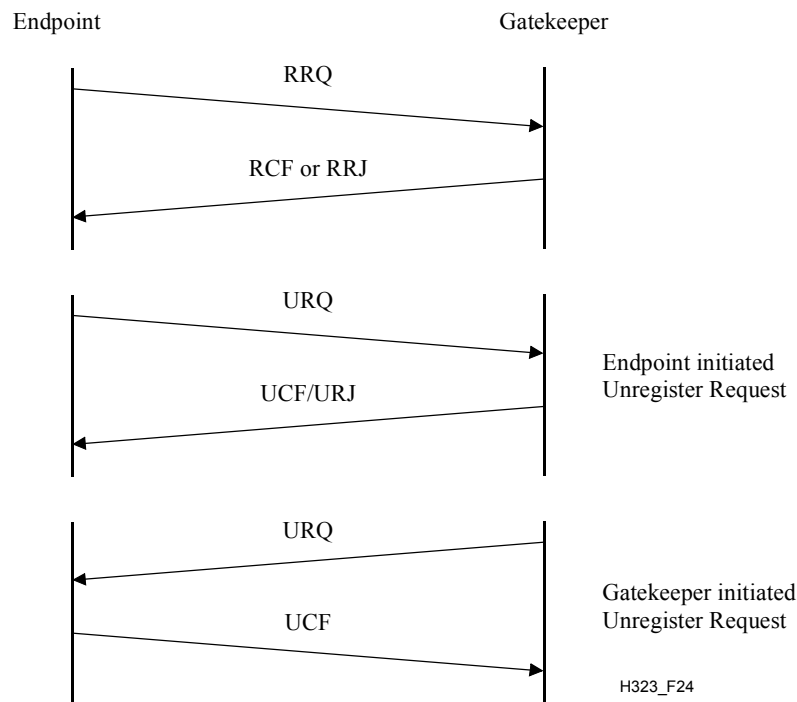 Endpoint
Gatekeeper
RRQ
RCF or RRJ
URQ
Endpoint initiated
Unregister Request
UCF/URJ
URQ
Gatekeeper initiated
Unregister Request
UCF
H323_F24